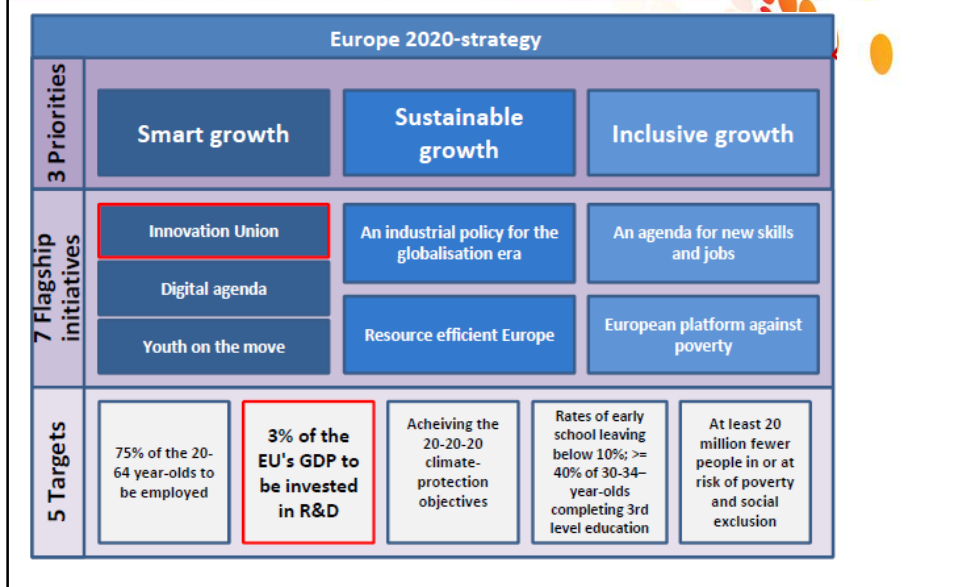 Europe 2020-strategy
3 Priorities
Smart growth
Sustainable
growth
Inclusive growth
7 Flagship
initiatives
Innovation Union
Digital agenda
Youth on the move
An industrial policy for the
globalisation era
Resource efficient Europe
An agenda for new skills
and jobs
European platform against
poverty
5 Targets
75% of the 20-
64 year-olds to
be employed
3% of the
EU's GDP to
be invested
in R&D
Acheiving the
20-20-20
climate-
protection
objectives
Rates of early
school leaving
below 10%; >=
40% of 30-34–
year-olds
completing 3rd
level education
At least 20
million fewer
people in or at
risk of poverty
and social
exclusion